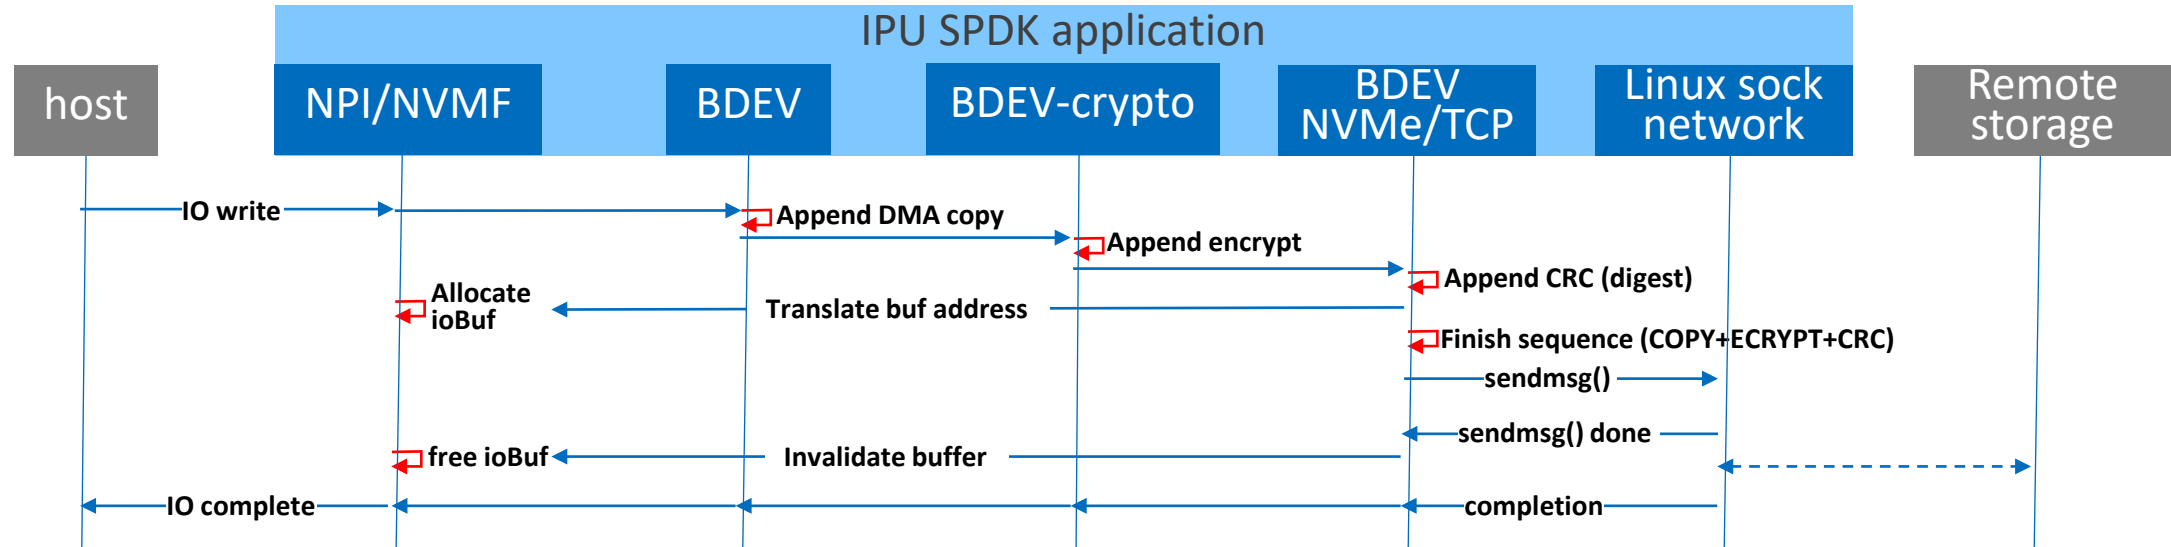 IPU SPDK application
host
NPI/NVMF
BDEV
BDEV-crypto
BDEV
NVMe/TCP
Linux sock
network
Remote
storage
IO write
Append DMA copy
Append encrypt
Append CRC (digest)
Allocate
ioBuf
Translate buf address
Finish sequence (COPY+ECRYPT+CRC)
sendmsg()
sendmsg() done
free ioBuf
Invalidate buffer
IO complete
completion